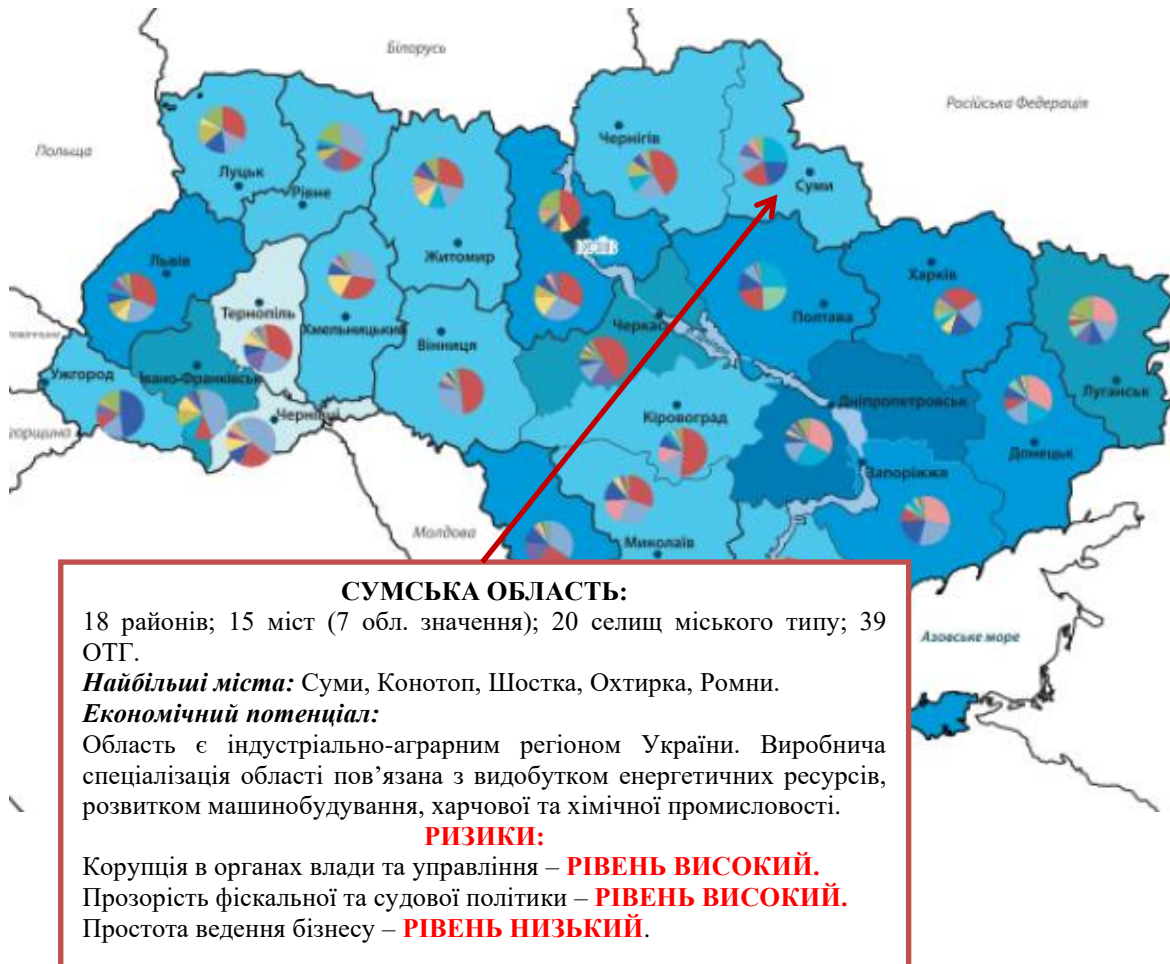 Білорусь
Російська Федерація
Польща
Чернігів
Суми
Луцьк
Рівне
Житомир
Львів
Харків
Тернопіль
Хмельницький
Вінниця
Черкаси
Полтава
Ужгород
Івано-Франківськ
Чернівці
Кіровоград
Дніпропетровськ
Луганськ
Донецьк
Запоріжжя
Молдова
Миколаїв
Азовське море
СУМСЬКА ОБЛАСТЬ:
18 районів; 15 міст (7 обл. значення); 20 селищ міського типу; 39
ОТГ.
Найбільші міста: Суми, Конотоп, Шостка, Охтирка, Ромни.
Економічний потенціал:
Область є індустріально-аграрним регіоном України. Виробнича
спеціалізація області пов’язана з видобутком енергетичних ресурсів,
розвитком машинобудування, харчової та хімічної промисловості.
РИЗИКИ:
Корупція в органах влади та управління – РІВЕНЬ ВИСОКИЙ.
Прозорість фіскальної та судової політики – РІВЕНЬ ВИСОКИЙ.
Простота ведення бізнесу – РІВЕНЬ НИЗЬКИЙ.